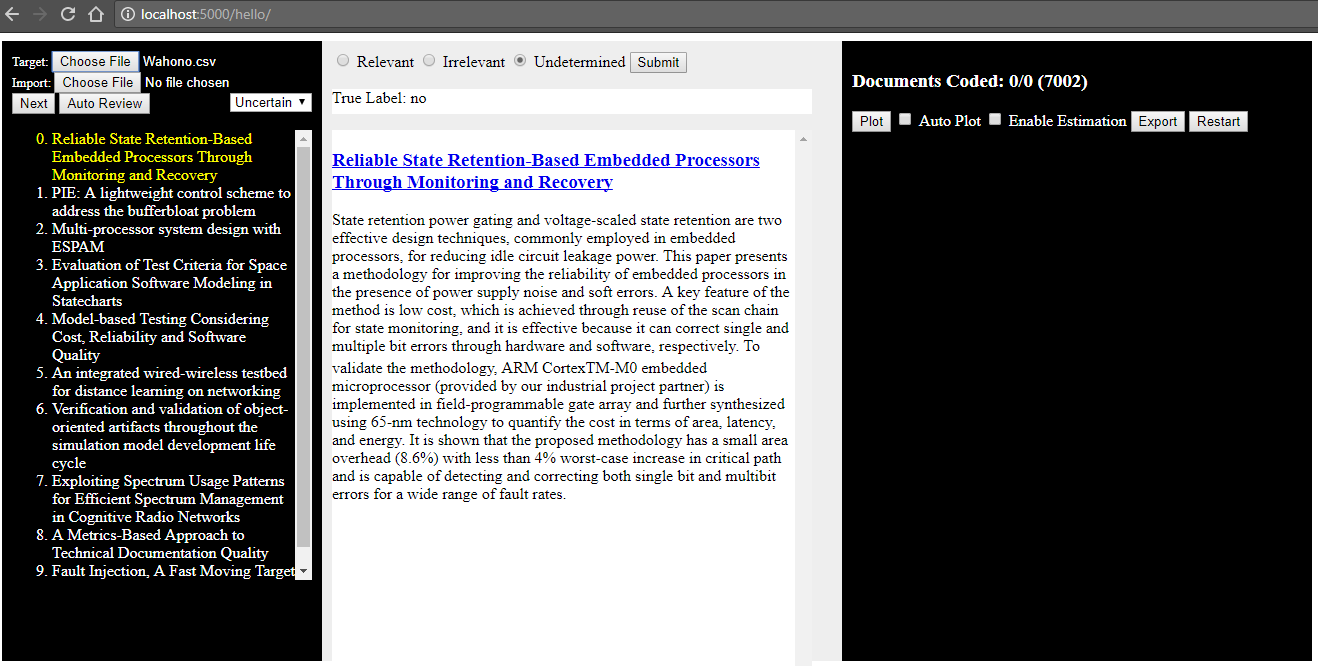 localhost:5000/hello/
Target: Choose File Wahono.csv
Import: Choose File No file chosen
Next Auto Review Uncertain
0. Reliable State Retention-Based
Embedded Processors Through
Monitoring and Recovery
1. PIE: A lightweight control scheme to
address the bufferbloat problem
2. Multi-processor system design with
ESPAM
3. Evaluation of Test Criteria for Space
Application Software Modeling in
Statecharts
4. Model-based Testing Considering
Cost, Reliability and Software
Quality
5. An integrated wired-wireless testbed
for distance learning on networking
6. Verification and validation of object-
oriented artifacts throughout the
simulation model development life
cycle
7. Exploiting Spectrum Usage Patterns
for Efficient Spectrum Management
in Cognitive Radio Networks
8. A Metrics-Based Approach to
Technical Documentation Quality
9. Fault Injection, A Fast Moving Target
Relevant Irrelevant Undetermined Submit
True Label: no
Reliable State Retention-Based Embedded Processors
Through Monitoring and Recovery
State retention power gating and voltage-scaled state retention are two
effective design techniques, commonly employed in embedded
processors, for reducing idle circuit leakage power. This paper presents
a methodology for improving the reliability of embedded processors in
the presence of power supply noise and soft errors. A key feature of the
method is low cost, which is achieved through reuse of the scan chain
for state monitoring, and it is effective because it can correct single and
multiple bit errors through hardware and software, respectively. To
validate the methodology, ARM CortexTM-M0 embedded
microprocessor (provided by our industrial project partner) is
implemented in field-programmable gate array and further synthesized
using 65-nm technology to quantify the cost in terms of area, latency,
and energy. It is shown that the proposed methodology has a small area
overhead (8.6%) with less than 4% worst-case increase in critical path
and is capable of detecting and correcting both single bit and multibit
errors for a wide range of fault rates.
Documents Coded: 0/0 (7002)
Plot Auto Plot Enable Estimation Export Restart